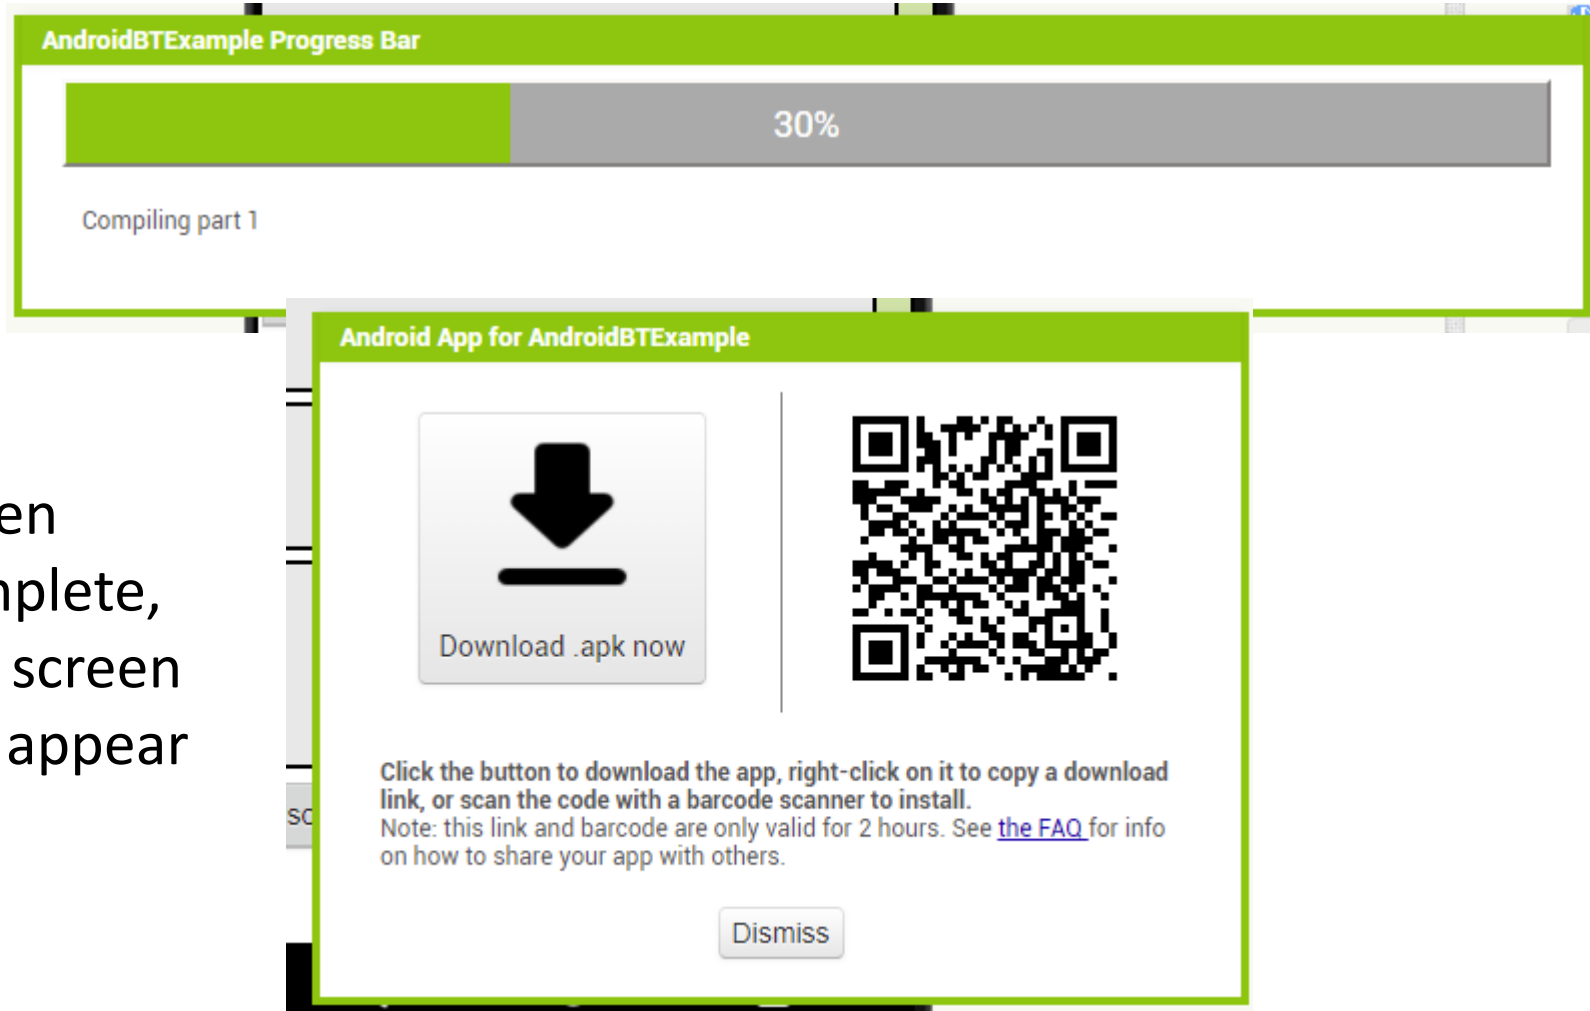 AndroidBTExample Progress Bar
30%
Compiling part 1
Android App for AndroidBTExample
en
nplete,
screen
appear
Download .apk now
Click the button to download the app, right-click on it to copy a download
link, or scan the code with a barcode scanner to install.
Note: this link and barcode are only valid for 2 hours. See the FAQ for info
on how to share your app with others.
Dismiss